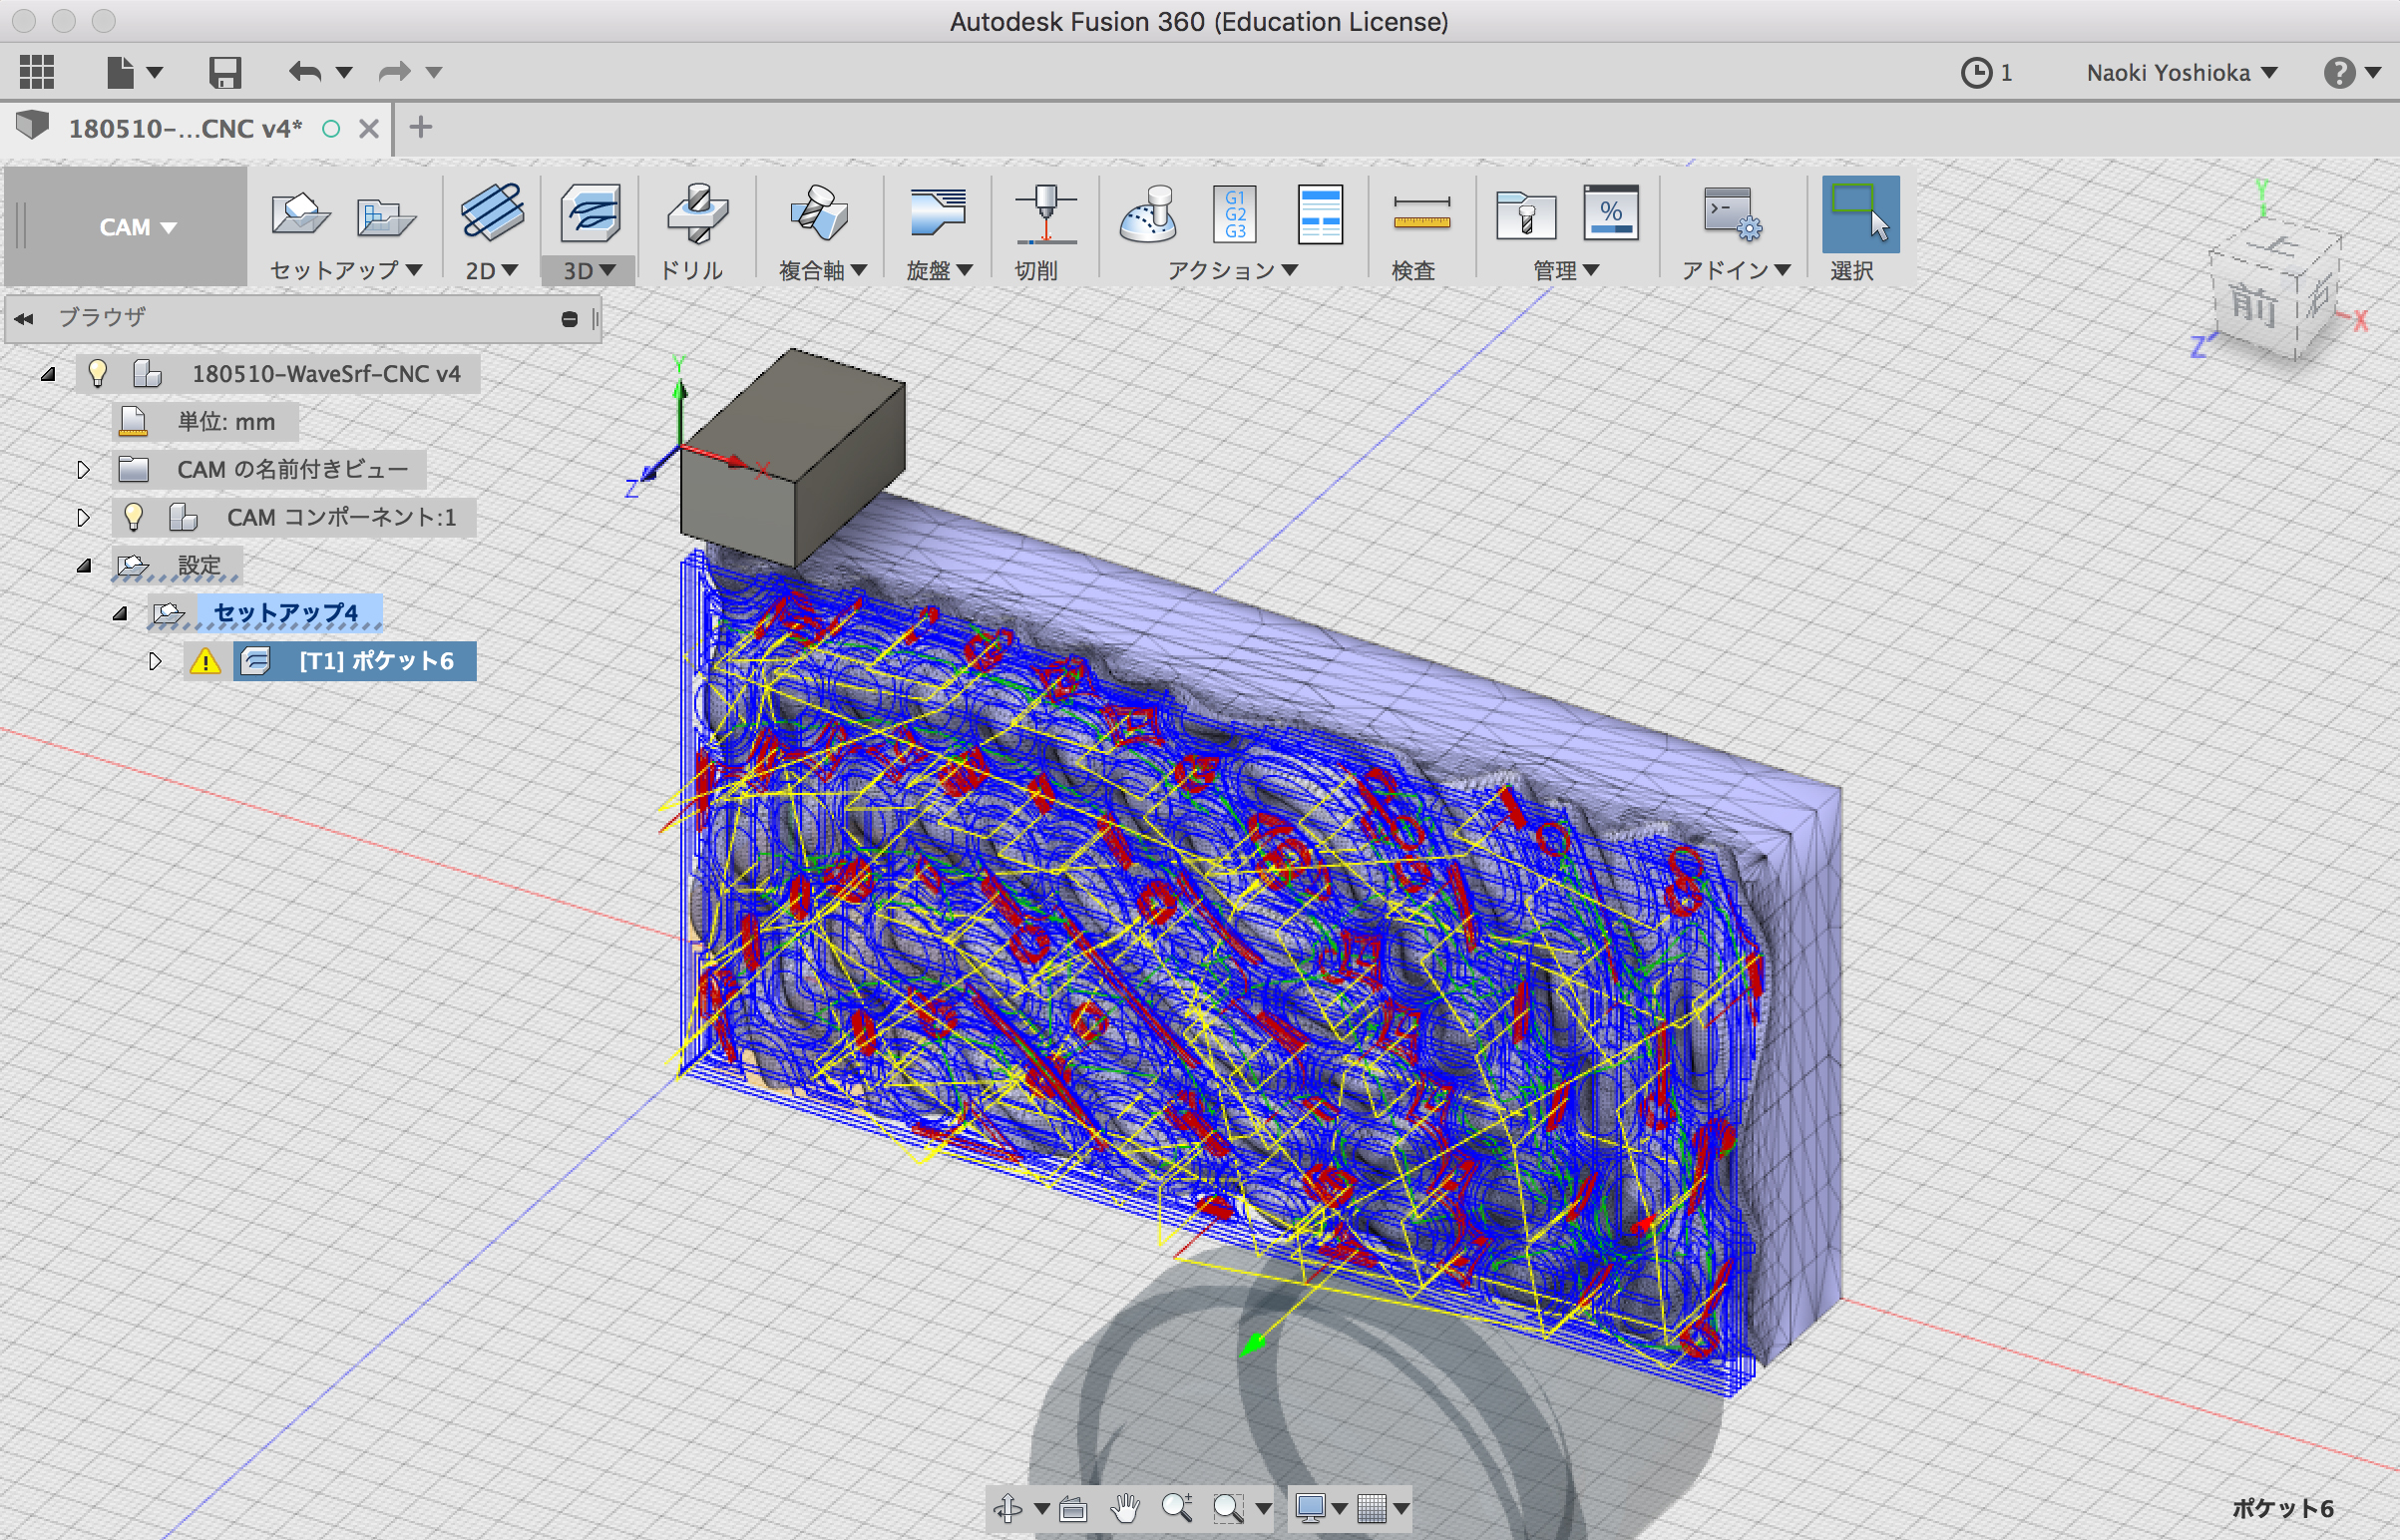 Autodesk Fusion 360 (Education License)
1
Naoki Yoshioka
?
180510-...CNC v4*
CAM
セットアップ
2D
3D
ドリル
複合軸
旋盤
切削
G1
G2
G3
アクション
検査
%
管理
アドイン
選択
ブラウザ
180510-WaveSrf-CNC v4
単位: mm
CAM の名前付きビュー
CAM コンポーネント:1
設定
セットアップ4
[T1] ポケット6
Y
X
Z
Y
上
前
右
X
Z
ポケット6